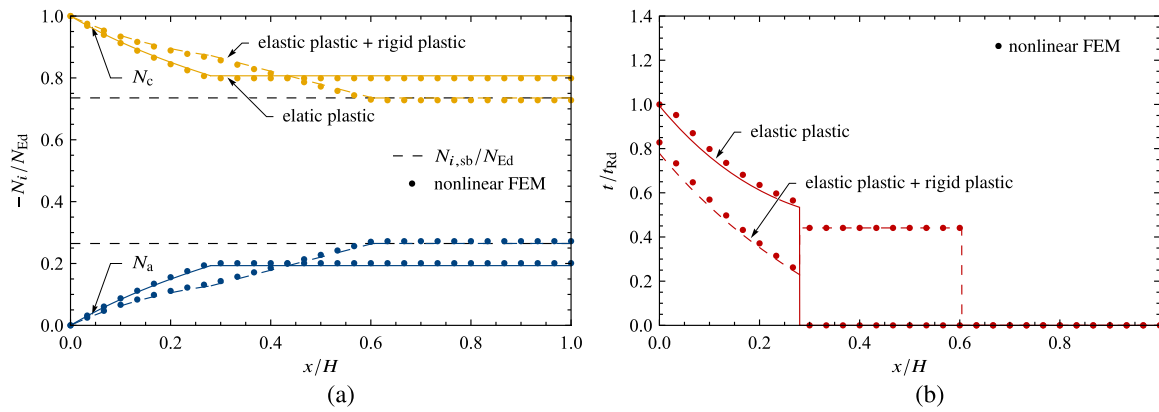 1.0
0.8
0.6
0.4
0.2
0.0
−N_i/N_Ed
elastic plastic + rigid plastic
N_c
elatic plastic
N_i,sb/N_Ed
nonlinear FEM
N_a
0.0 0.2 0.4 0.6 0.8 1.0
x/H
(a)
1.4
1.2
1.0
0.8
0.6
0.4
0.2
0.0
t/t_Rd
nonlinear FEM
elastic plastic
elastic plastic + rigid plastic
0.0 0.2 0.4 0.6 0.8 1.0
x/H
(b)